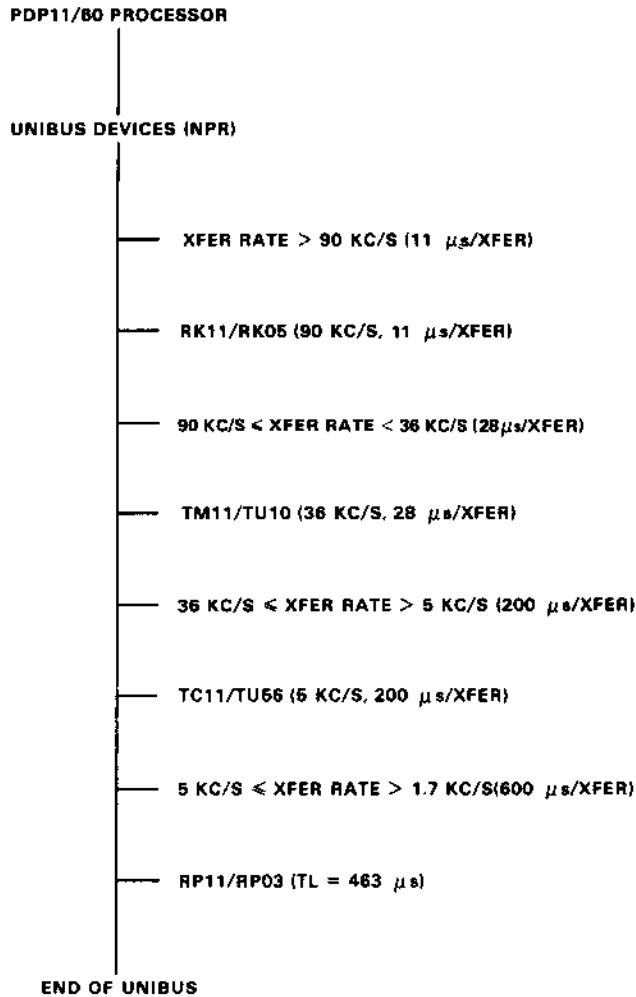 PDP11/60 PROCESSOR
UNIBUS DEVICES (NPR)
XFER RATE > 90 KC/S (11 μs/XFER)
RK11/RK05 (90 KC/S, 11 μs/XFER)
90 KC/S ⩽ XFER RATE < 36 KC/S (28μs/XFER)
TM11/TU10 (36 KC/S, 28 μs/XFER)
36 KC/S ⩽ XFER RATE > 5 KC/S (200 μs/XFER)
TC11/TU56 (5 KC/S, 200 μs/XFER)
5 KC/S ⩽ XFER RATE > 1.7 KC/S(600 μs/XFER)
RP11/RP03 (TL = 463 μs)
END OF UNIBUS